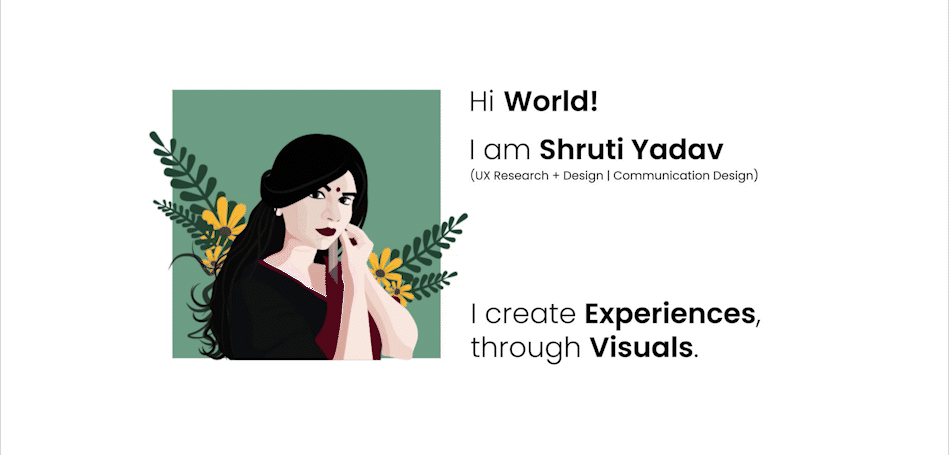 Hi World!
I am Shruti Yadav
(UX Research + Design | Communication Design)
I create Experiences,
through Visuals.